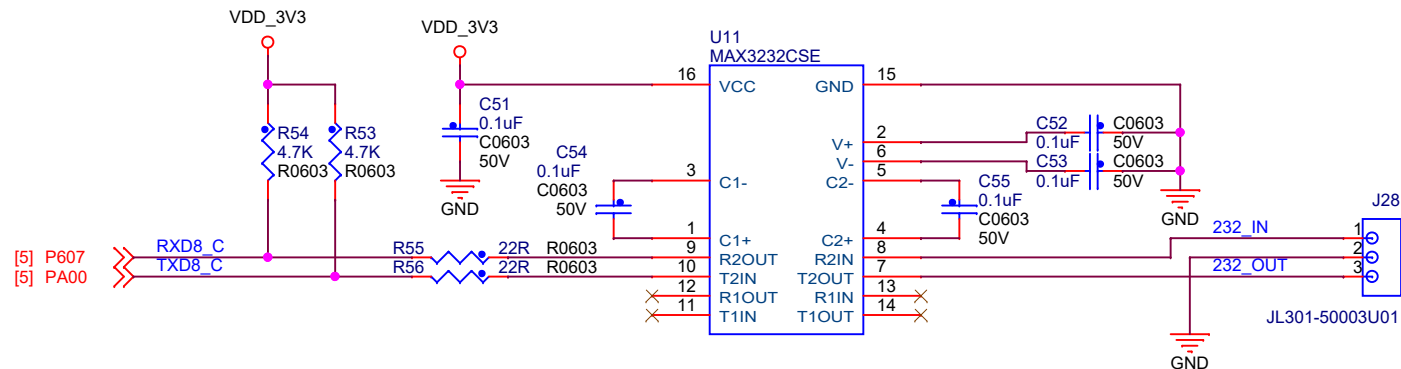 VDD_3V3
VDD_3V3
U11
MAX3232CSE
16
VCC
GND
15
C51
0.1uF
C0603
50V
GND
R54
4.7K
R0603
R53
4.7K
R0603
C52
0.1uF
C0603
50V
2
V+
6
V-
C53
0.1uF
C0603
50V
GND
C54
0.1uF
C0603
50V
3
C1-
C2-
5
C55
0.1uF
C0603
50V
1
C1+
C2+
4
[5] P607
RXD8_C
R55
22R
R0603
9
R2OUT
R2IN
8
232_IN
[5] PA00
TXD8_C
R56
22R
R0603
10
T2IN
T2OUT
7
232_OUT
12
R1OUT
R1IN
13
11
T1IN
T1OUT
14
J28
1
2
3
JL301-50003U01
GND